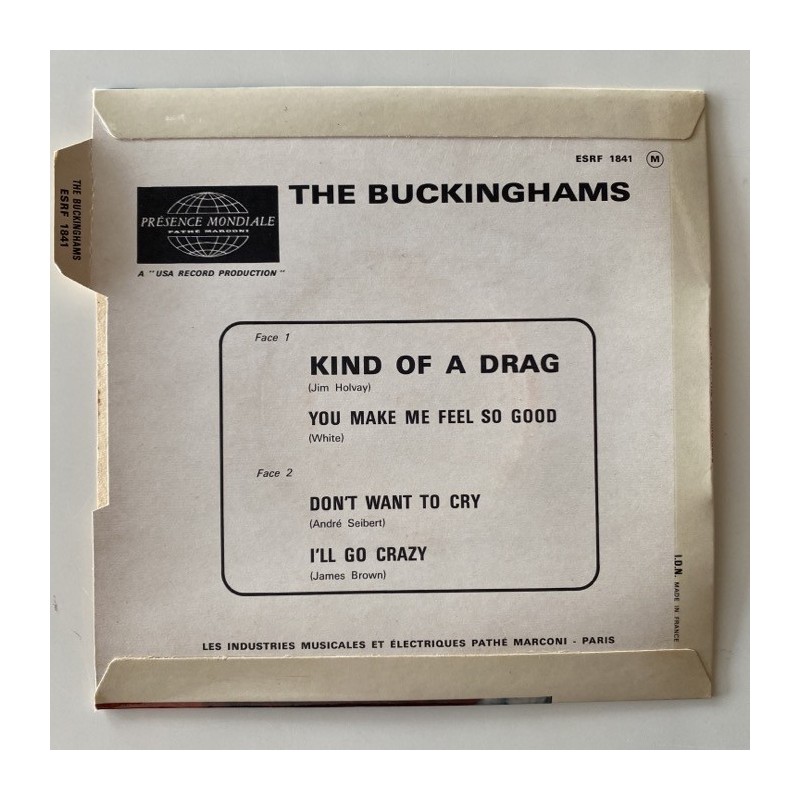 ESRF 1841 M
THE BUCKINGHAMS
THE BUCKINGHAMS
ESRF 1841
PRÉSENCE MONDIALE
PATHÉ MARCONI
A "USA RECORD PRODUCTION"
Face 1
KIND OF A DRAG
(Jim Holvay)
YOU MAKE ME FEEL SO GOOD
(White)
Face 2
DON'T WANT TO CRY
(André Seibert)
I'LL GO CRAZY
(James Brown)
I.D.N. MADE IN FRANCE
LES INDUSTRIES MUSICALES ET ÉLECTRIQUES PATHÉ MARCONI - PARIS